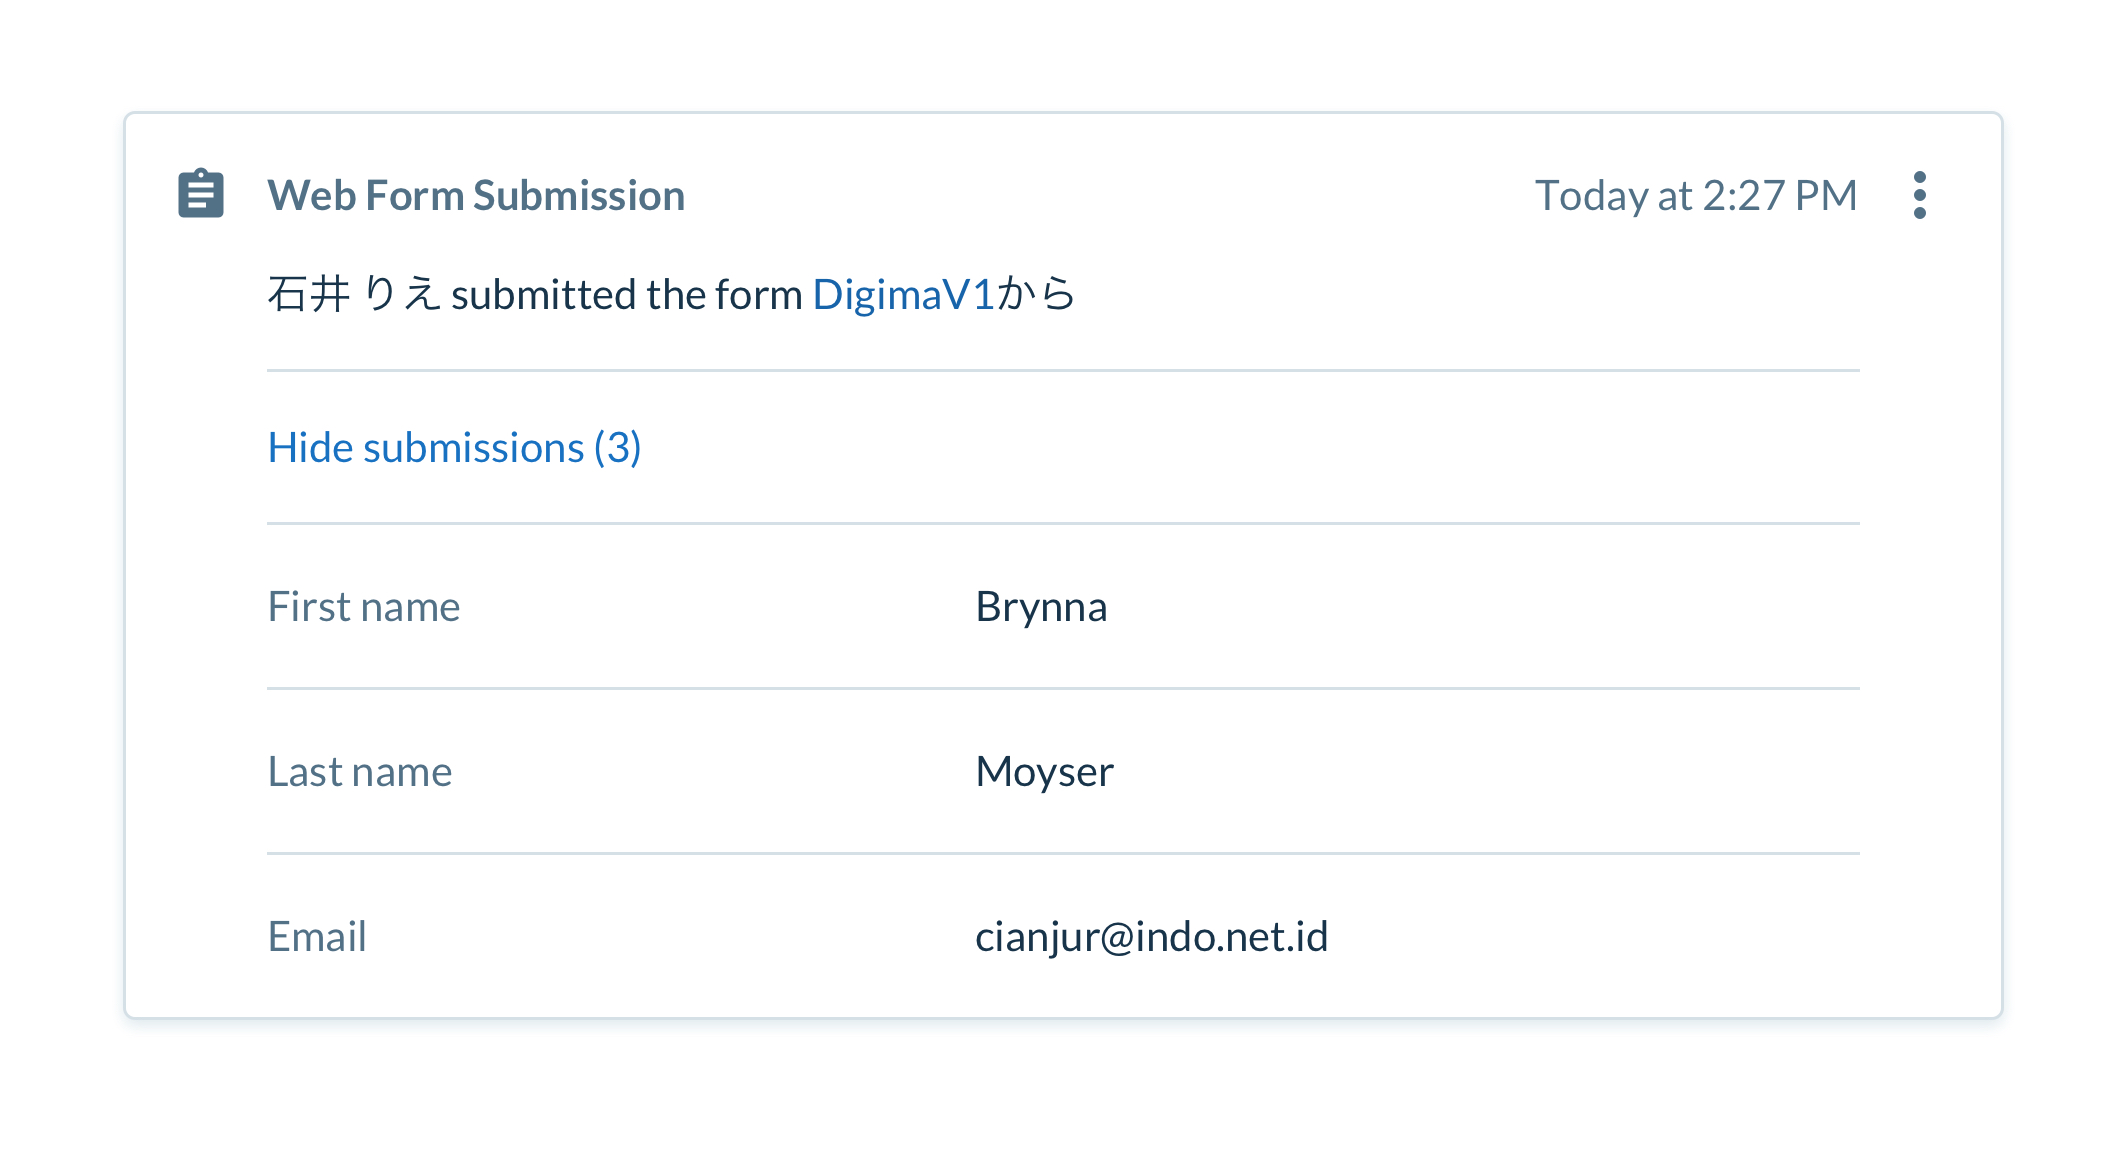 Web Form Submission
Today at 2:27 PM
石井 りえ submitted the form DigimaV1から
Hide submissions (3)
First name
Brynna
Last name
Moyser
Email
cianjur@indo.net.id